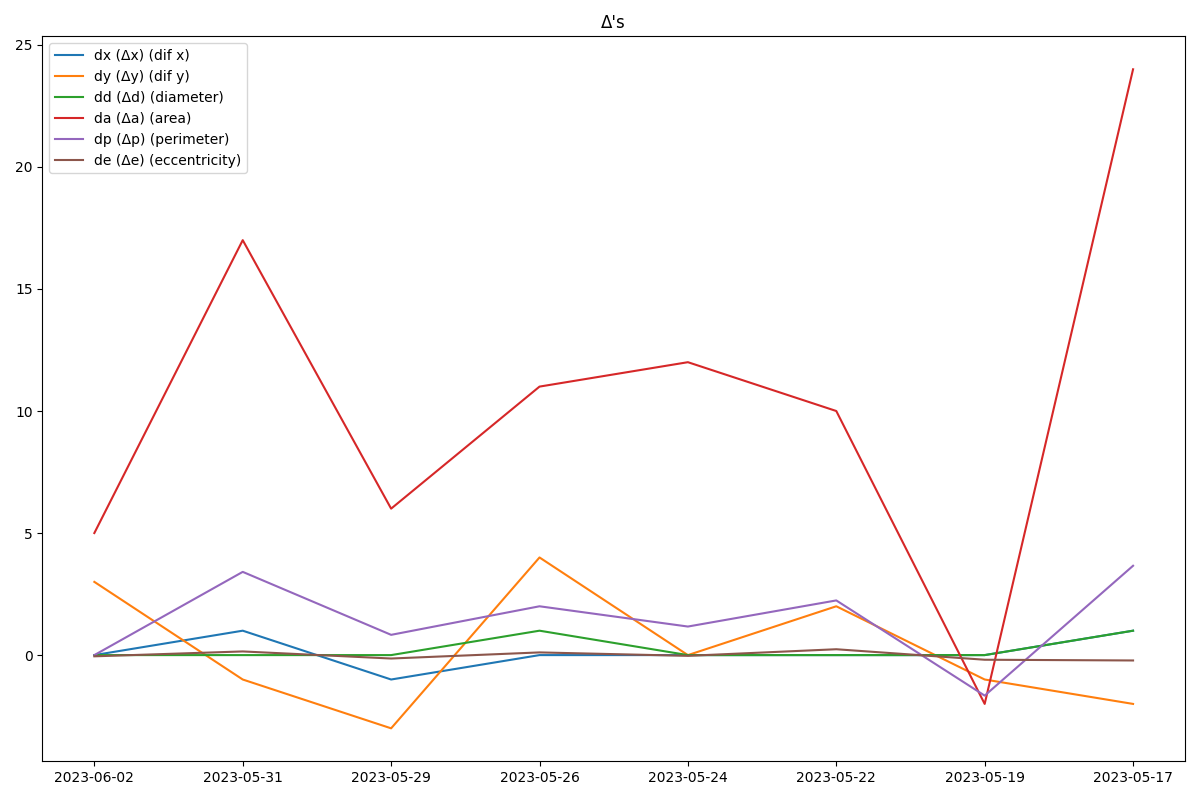 Δ's
25
dx (Δx) (dif x)
dy (Δy) (dif y)
dd (Δd) (diameter)
da (Δa) (area)
dp (Δp) (perimeter)
de (Δe) (eccentricity)
20
15
10
5
0
2023-06-02 2023-05-31 2023-05-29 2023-05-26 2023-05-24 2023-05-22 2023-05-19 2023-05-17